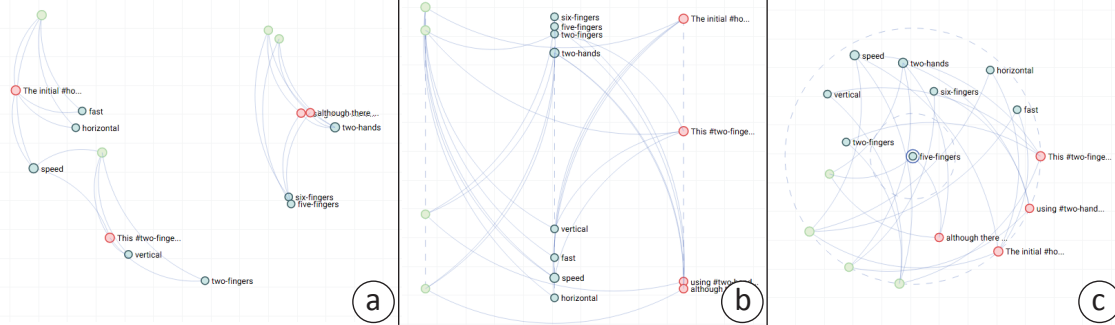 The initial #ho...
fast
horizontal
speed
This #two-finge...
vertical
two-fingers
although there ...
two-hands
six-fingers
five-fingers
a
six-fingers
five-fingers
two-fingers
two-hands
The initial #ho...
This #two-finge...
vertical
fast
speed
horizontal
using #two-hand...
although
b
speed
two-hands
horizontal
vertical
six-fingers
fast
two-fingers
five-fingers
This #two-finge...
using #two-hand...
although there ...
The initial #ho...
c